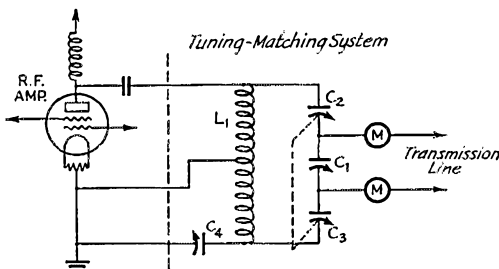 Tuning-Matching System
R.F.
AMP.
L1
C2
M
C1
Transmission
Line
M
C4
C3